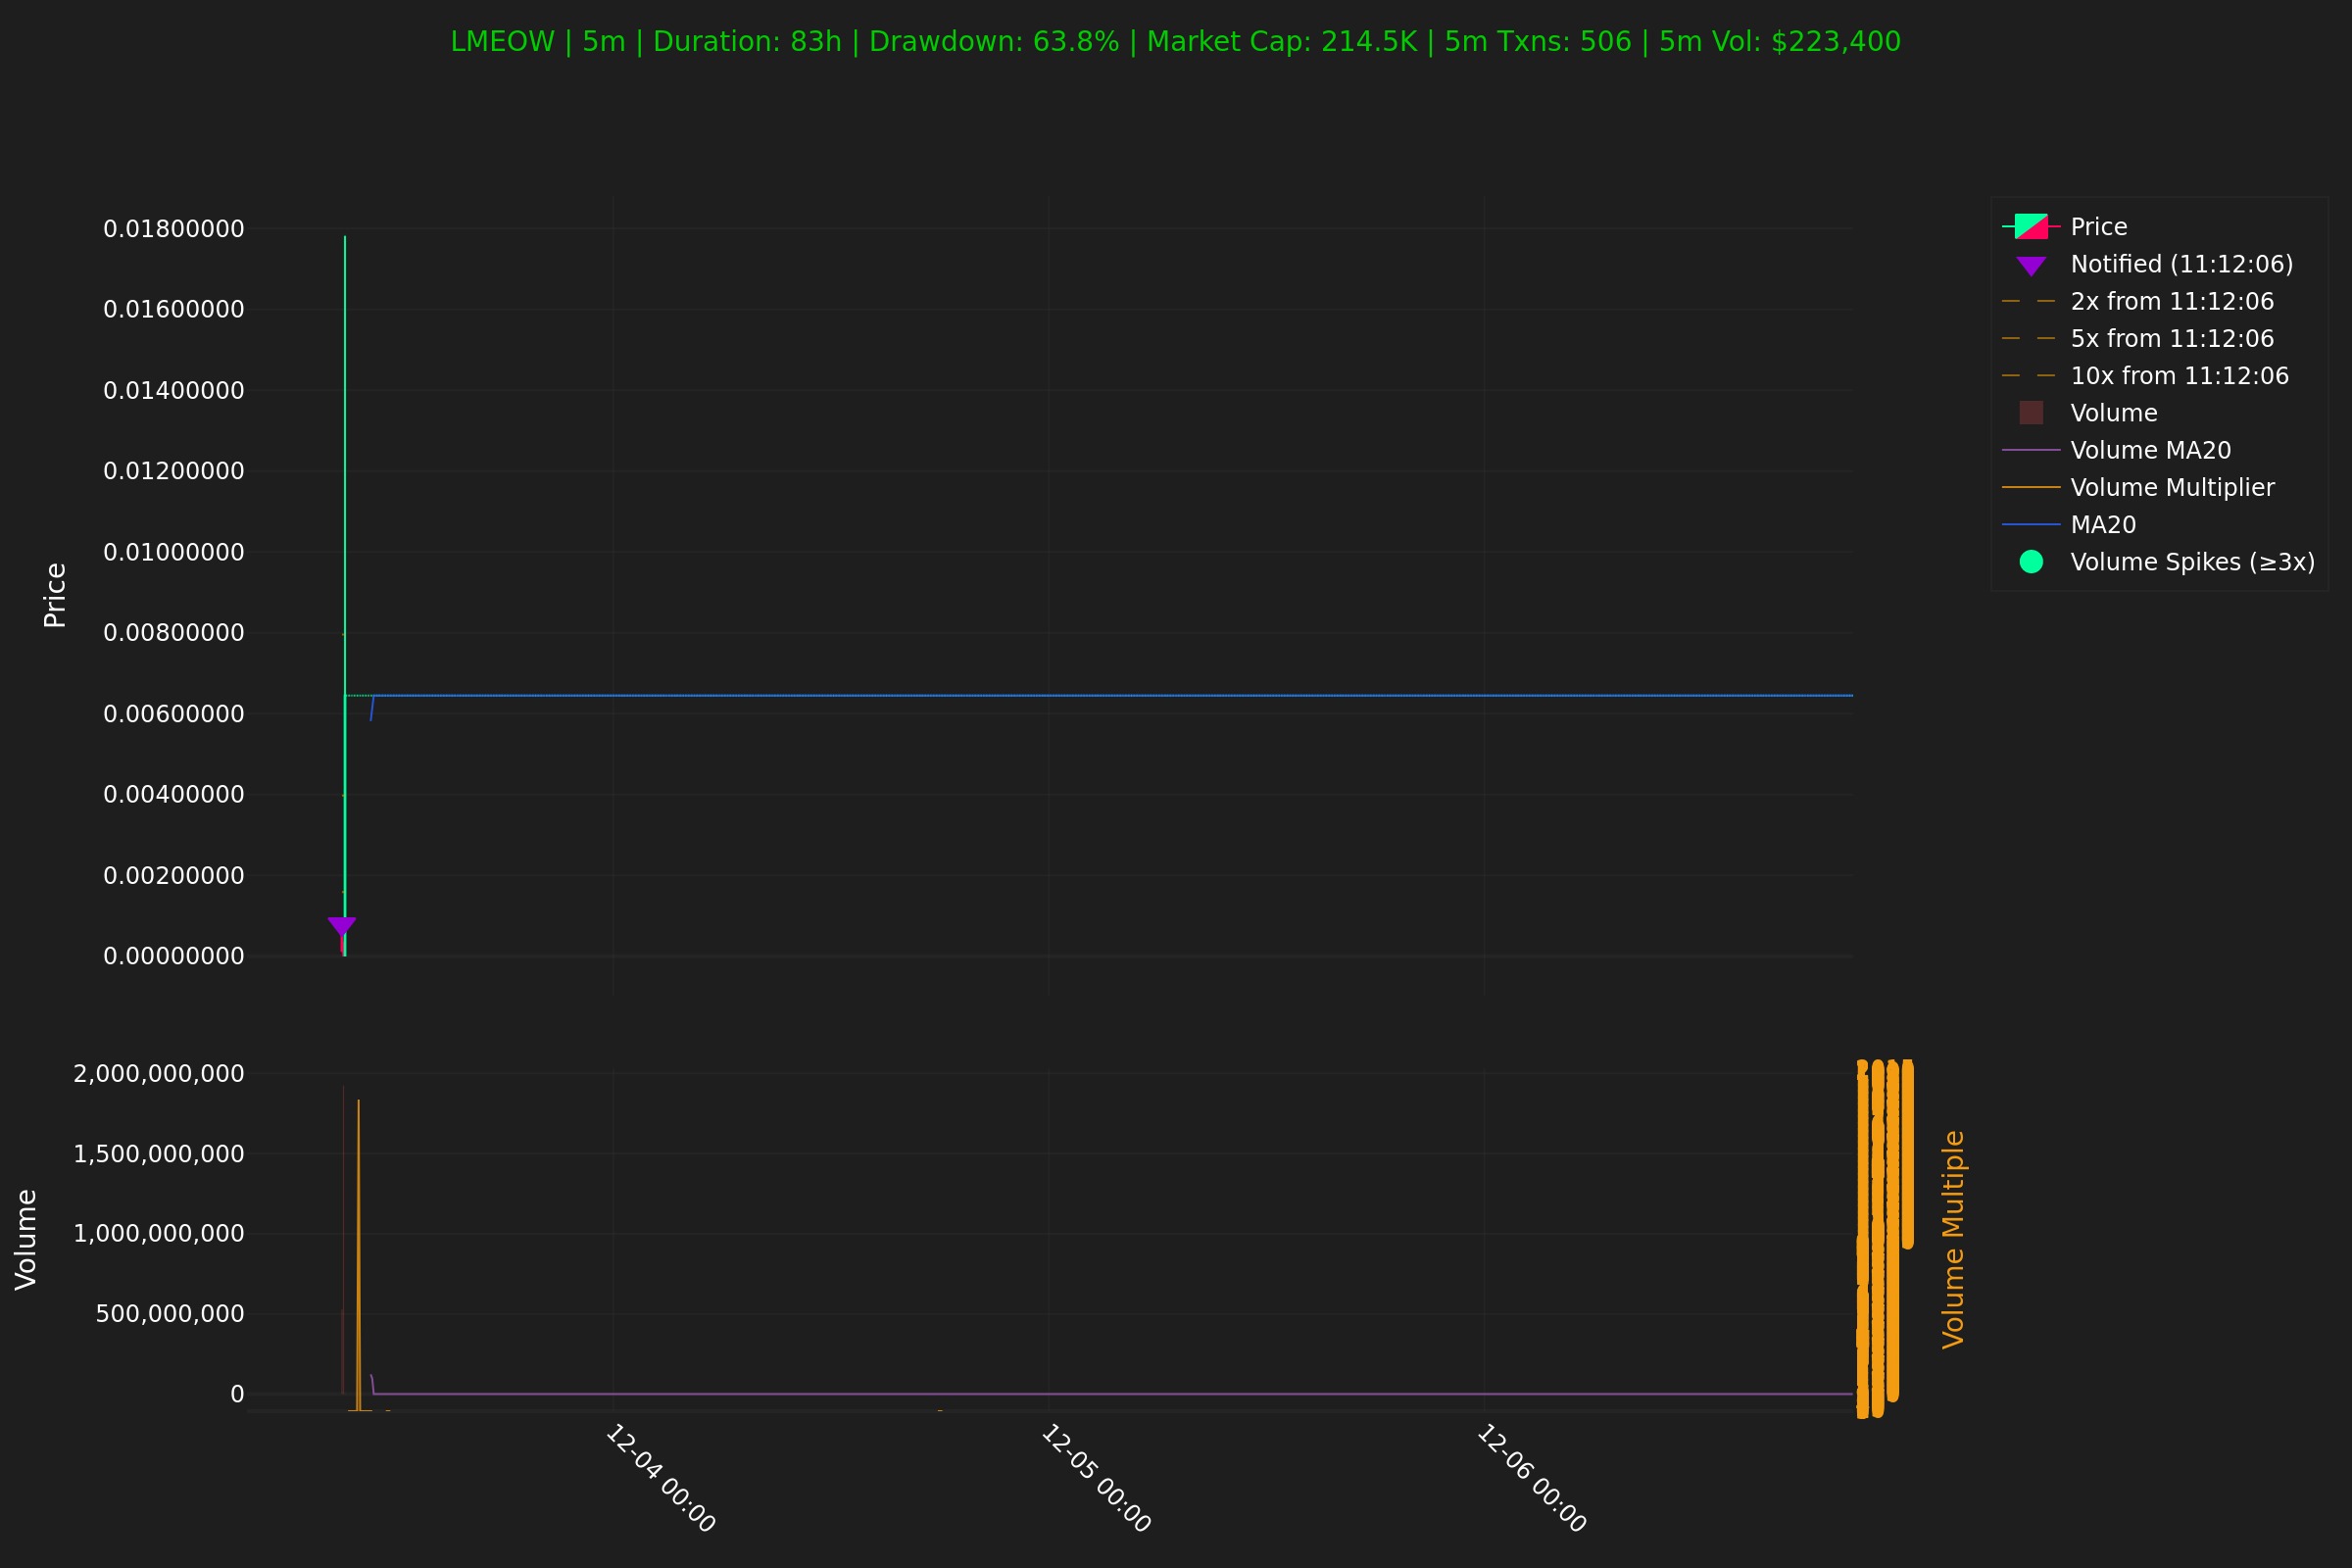 LMEOW | 5m | Duration: 83h | Drawdown: 63.8% | Market Cap: 214.5K | 5m Txns: 506 | 5m Vol: $223,400
Price
0.01800000
0.01600000
0.01400000
0.01200000
0.01000000
0.00800000
0.00600000
0.00400000
0.00200000
0.00000000
Price
Notified (11:12:06)
2x from 11:12:06
5x from 11:12:06
10x from 11:12:06
Volume
Volume MA20
Volume Multiplier
MA20
Volume Spikes (≥3x)
Volume
2,000,000,000
1,500,000,000
1,000,000,000
500,000,000
0
Volume Multiple
12-04 00:00
12-05 00:00
12-06 00:00